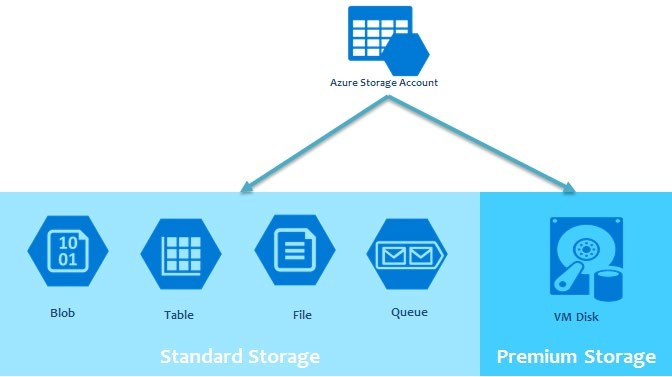 Azure Storage Account
10
01
Blob
Table
File
Queue
VM Disk
Standard Storage
Premium Storage